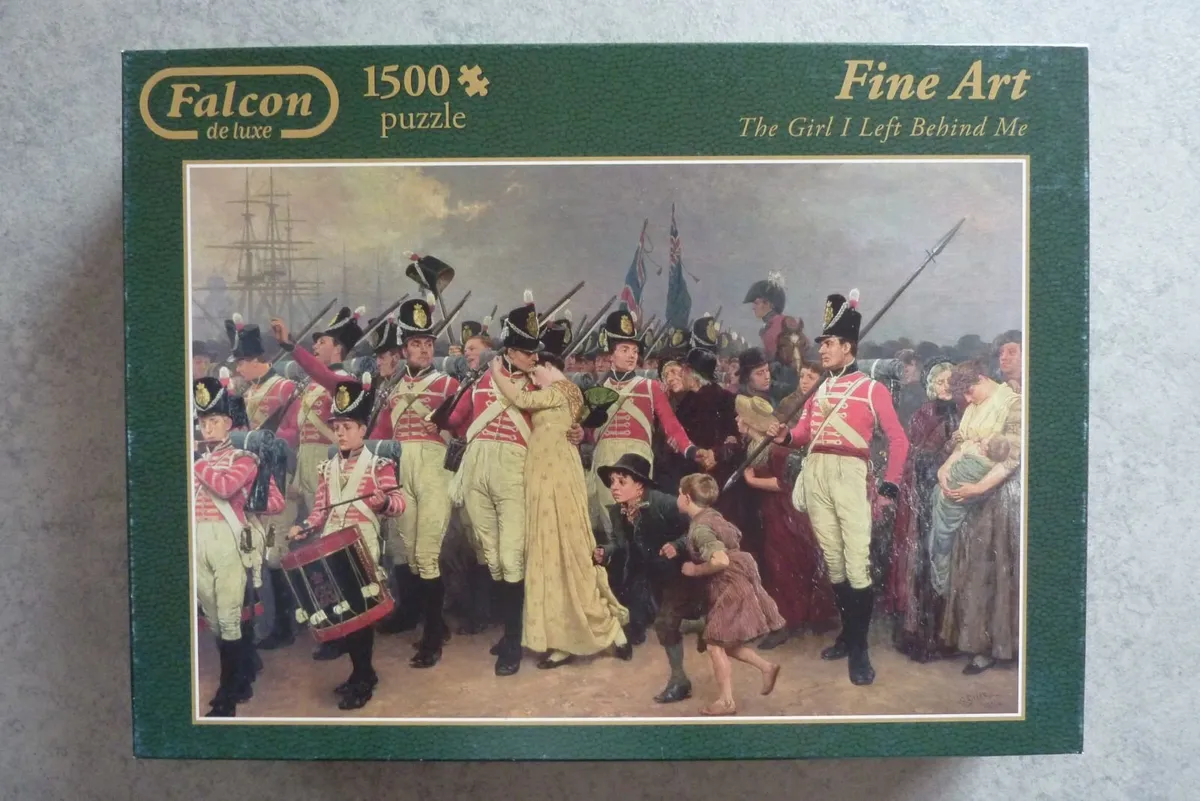 Falcon
de luxe
1500
puzzle
Fine Art
The Girl I Left Behind Me